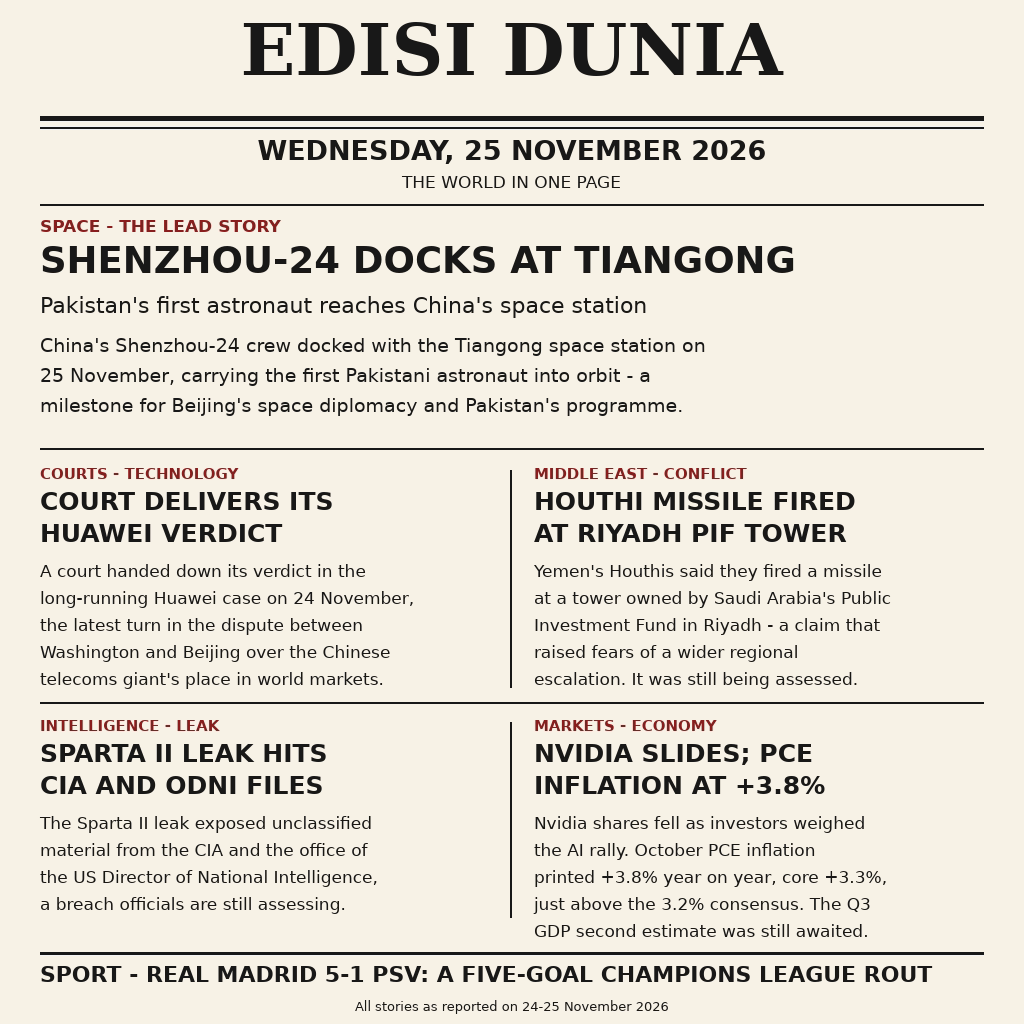 EDISI DUNIA
WEDNESDAY, 25 NOVEMBER 2026
THE WORLD IN ONE PAGE
SPACE - THE LEAD STORY
SHENZHOU-24 DOCKS AT TIANGONG
Pakistan's first astronaut reaches China's space station
China's Shenzhou-24 crew docked with the Tiangong space station on
25 November, carrying the first Pakistani astronaut into orbit - a
milestone for Beijing's space diplomacy and Pakistan's programme.
COURTS - TECHNOLOGY
COURT DELIVERS ITS
HUAWEI VERDICT
A court handed down its verdict in the
long-running Huawei case on 24 November,
the latest turn in the dispute between
Washington and Beijing over the Chinese
telecoms giant's place in world markets.
MIDDLE EAST - CONFLICT
HOUTHI MISSILE FIRED
AT RIYADH PIF TOWER
Yemen's Houthis said they fired a missile
at a tower owned by Saudi Arabia's Public
Investment Fund in Riyadh - a claim that
raised fears of a wider regional
escalation. It was still being assessed.
INTELLIGENCE - LEAK
SPARTA II LEAK HITS
CIA AND ODNI FILES
The Sparta II leak exposed unclassified
material from the CIA and the office of
the US Director of National Intelligence,
a breach officials are still assessing.
MARKETS - ECONOMY
NVIDIA SLIDES; PCE
INFLATION AT +3.8%
Nvidia shares fell as investors weighed
the AI rally. October PCE inflation
printed +3.8% year on year, core +3.3%,
just above the 3.2% consensus. The Q3
GDP second estimate was still awaited.
SPORT - REAL MADRID 5-1 PSV: A FIVE-GOAL CHAMPIONS LEAGUE ROUT
All stories as reported on 24-25 November 2026